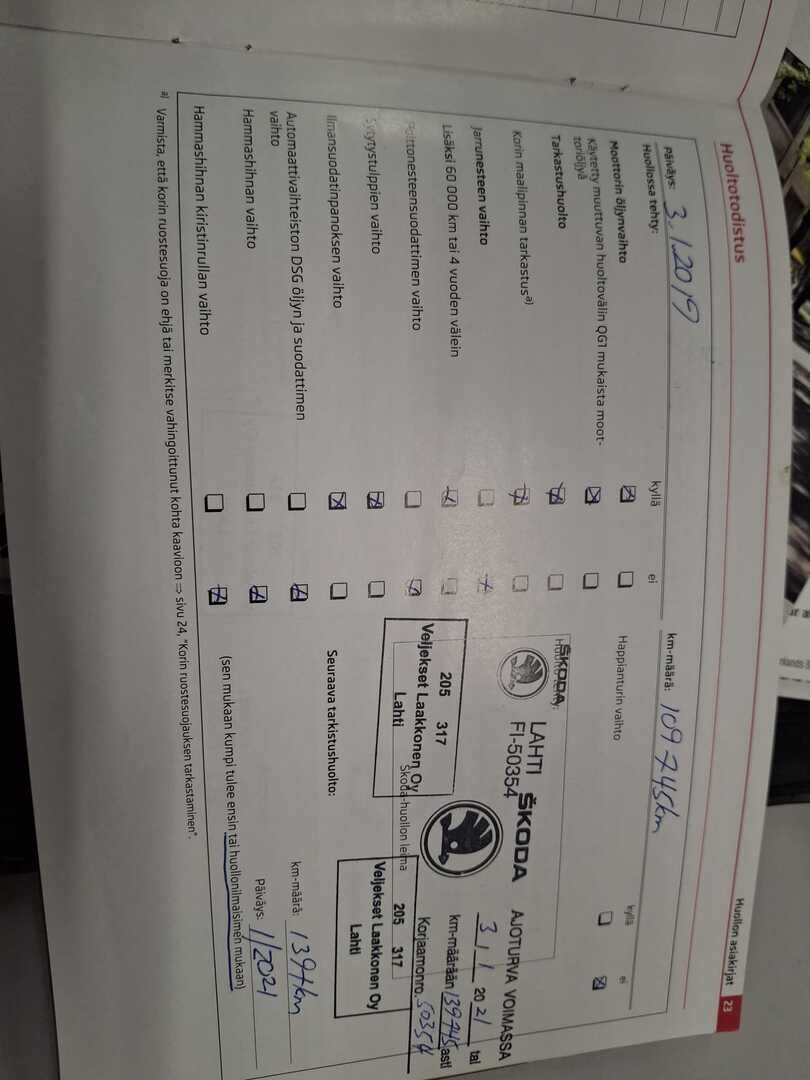 Huollon asiakirjat 23
Huoltotodistus
Päiväys: 3.1.2019
km-määrä: 109 745km
Huollossa tehty:
kyllä ei
kyllä ei
Moottorin öljynvaihto
Happianturin vaihto
Käytetty muuttuvan huoltovälin QG1 mukaista moot-
toriöljyä
Tarkastushuolto
Korin maalipinnan tarkastus a)
Jarrunesteen vaihto
Lisäksi 60 000 km tai 4 vuoden välein
Polttonesteensuodattimen vaihto
Sytytystulppien vaihto
Ilmansuodatinpanoksen vaihto
Automaattivaihteiston DSG öljyn ja suodattimen
vaihto
Hammashihnan vaihto
Hammashihnan kiristinrullan vaihto
ŠKODA
LAHTI
FI-50354
ŠKODA
AJOTURVA VOIMASSA
3 / 1 20 21 tai
km-määrään 139745 asti
Korjaamonro. 50354
205 317
Veljekset Laakkonen Oy
Lahti
Škoda-huollon leima
205 317
Veljekset Laakkonen Oy
Lahti
Seuraava tarkistushuolto:
km-määrä: 139tkm
Päiväys: 1/2021
(sen mukaan kumpi tulee ensin tai huollonilmaisimen mukaan)
a) Varmista, että korin ruostesuoja on ehjä tai merkitse vahingoittunut kohta kaavioon ⇒ sivu 24, "Korin ruostesuojauksen tarkastaminen".